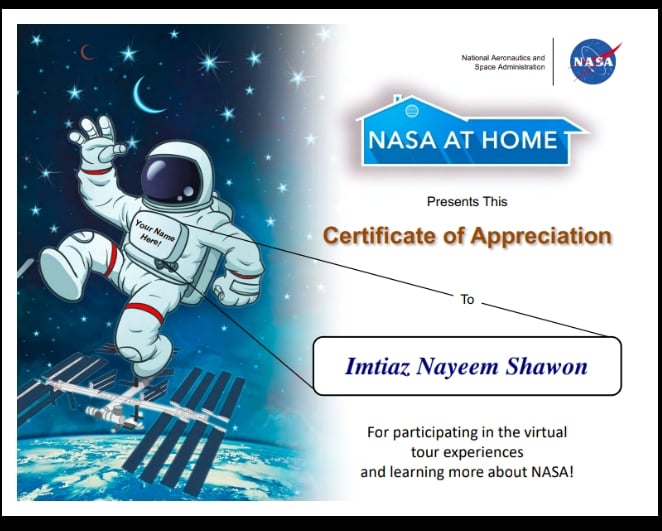 National Aeronautics and
Space Administration
NASA
NASA AT HOME
Presents This
Certificate of Appreciation
Your Name
Here!
To
Imtiaz Nayeem Shawon
For participating in the virtual
tour experiences
and learning more about NASA!